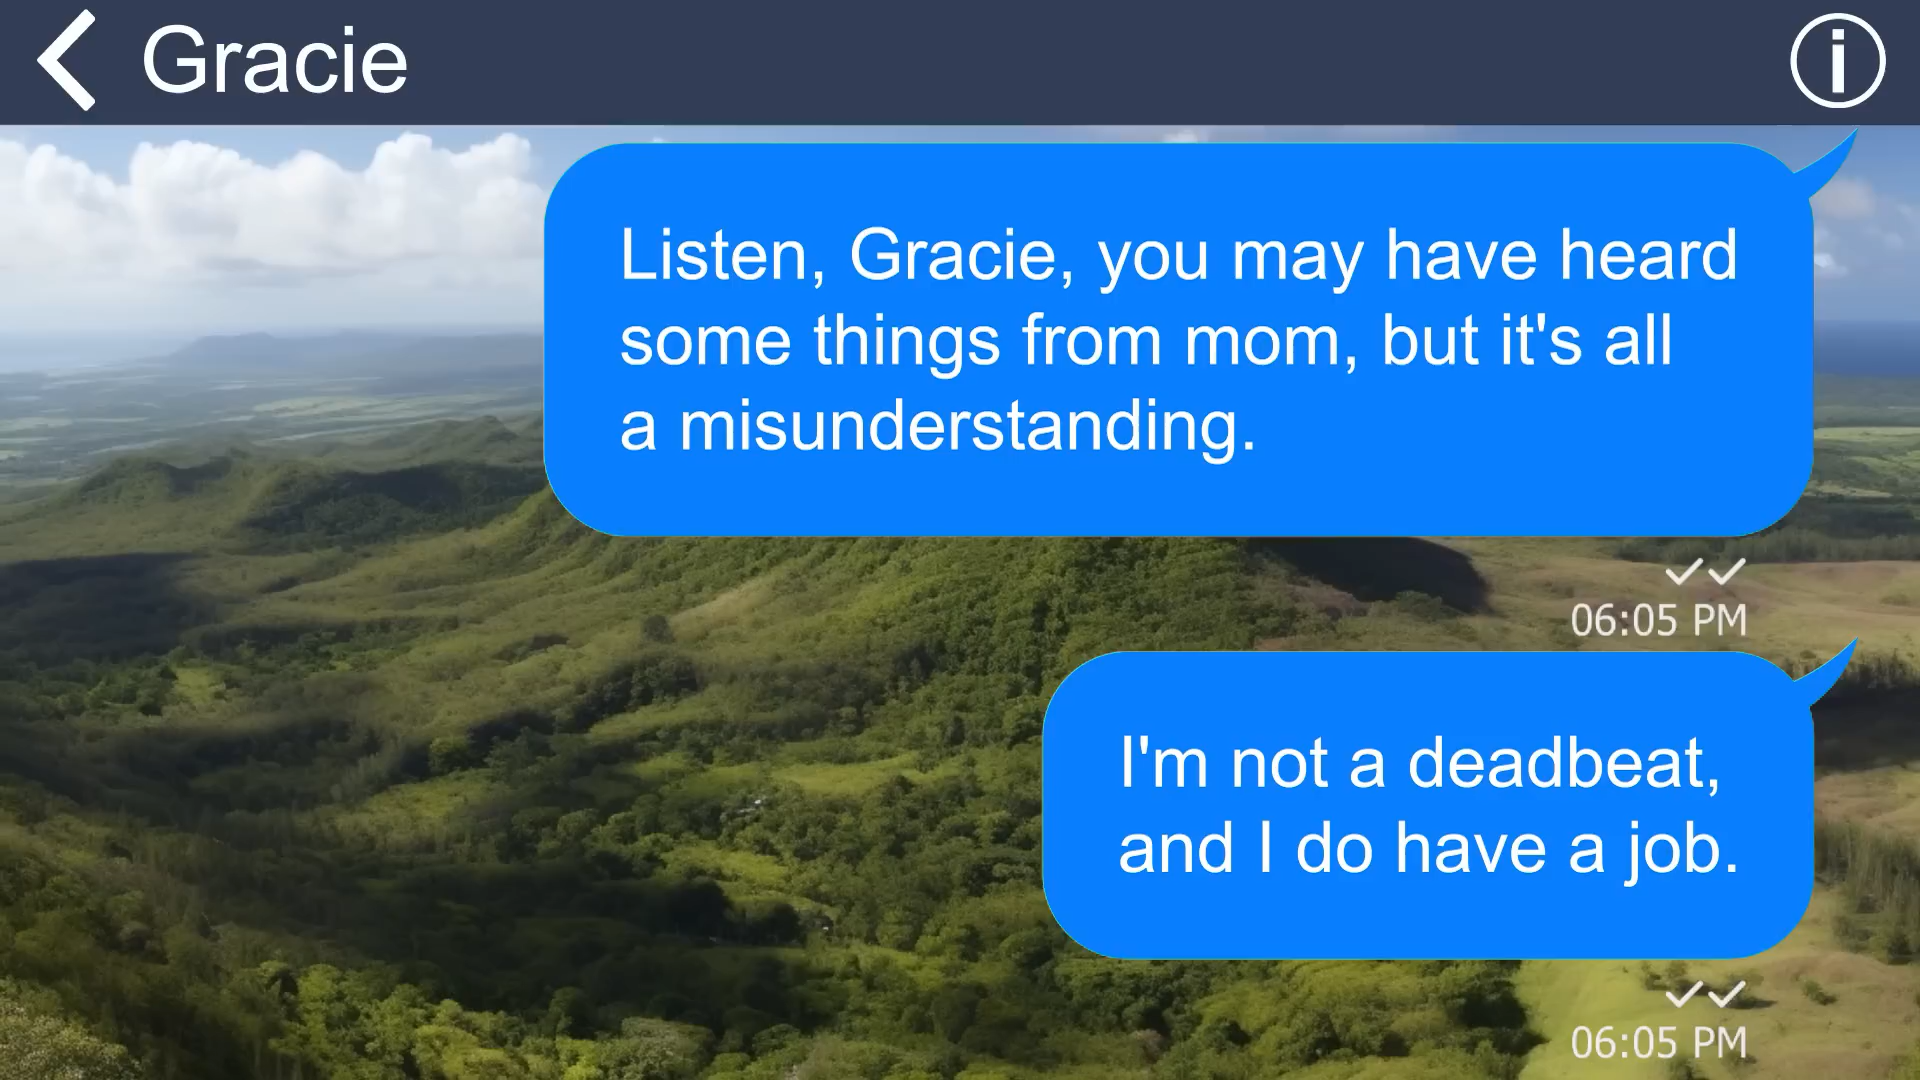 Gracie
Listen, Gracie, you may have heard
some things from mom, but it's all
a misunderstanding.
06:05 PM
I'm not a deadbeat,
and I do have a job.
06:05 PM